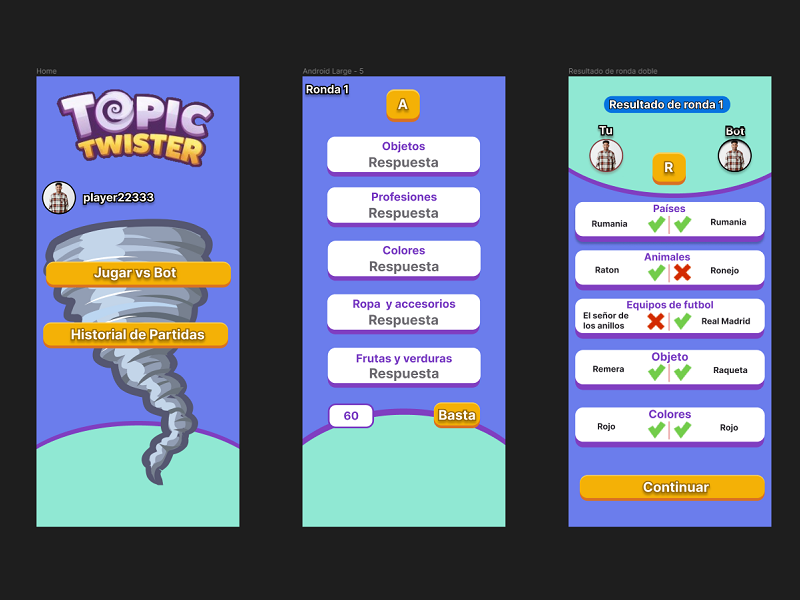 Home
TOPIC
TWISTER
player22333
Jugar vs Bot
Historial de Partidas
Android Large - 5
Ronda 1
A
Objetos
Respuesta
Profesiones
Respuesta
Colores
Respuesta
Ropa y accesorios
Respuesta
Frutas y verduras
Respuesta
60
Basta
Resultado de ronda doble
Resultado de ronda 1
Tu
Bot
R
Países
Rumania
Rumania
Animales
Raton
Ronejo
Equipos de futbol
El señor de
los anillos
Real Madrid
Objeto
Remera
Raqueta
Colores
Rojo
Rojo
Continuar